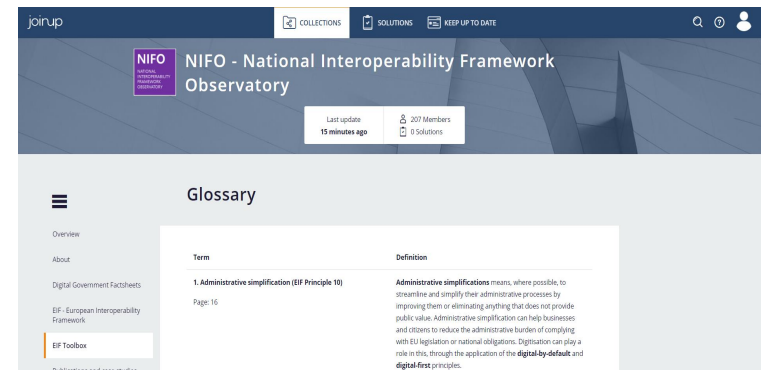 joinup
COLLECTIONS
SOLUTIONS
KEEP UP TO DATE
NIFO
NATIONAL
INTEROPERABILITY
FRAMEWORK
OBSERVATORY
NIFO - National Interoperability Framework
Observatory
Last update
15 minutes ago
207 Members
0 Solutions
Glossary
Overview
About
Digital Government Factsheets
EIF - European Interoperability
Framework
EIF Toolbox
Term
Definition
1. Administrative simplification (EIF Principle 10)
Page: 16
Administrative simplifications means, where possible, to
streamline and simplify their administrative processes by
improving them or eliminating anything that does not provide
public value. Administrative simplification can help businesses
and citizens to reduce the administrative burden of complying
with EU legislation or national obligations. Digitisation can play a
role in this, through the application of the digital-by-default and
digital-first principles.